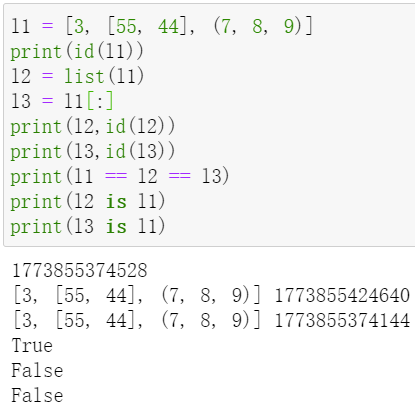 l1 = [3, [55, 44], (7, 8, 9)]
print(id(l1))
l2 = list(l1)
l3 = l1[:]
print(l2,id(l2))
print(l3,id(l3))
print(l1 == l2 == l3)
print(l2 is l1)
print(l3 is l1)
1773855374528
[3, [55, 44], (7, 8, 9)] 1773855424640
[3, [55, 44], (7, 8, 9)] 1773855374144
True
False
False